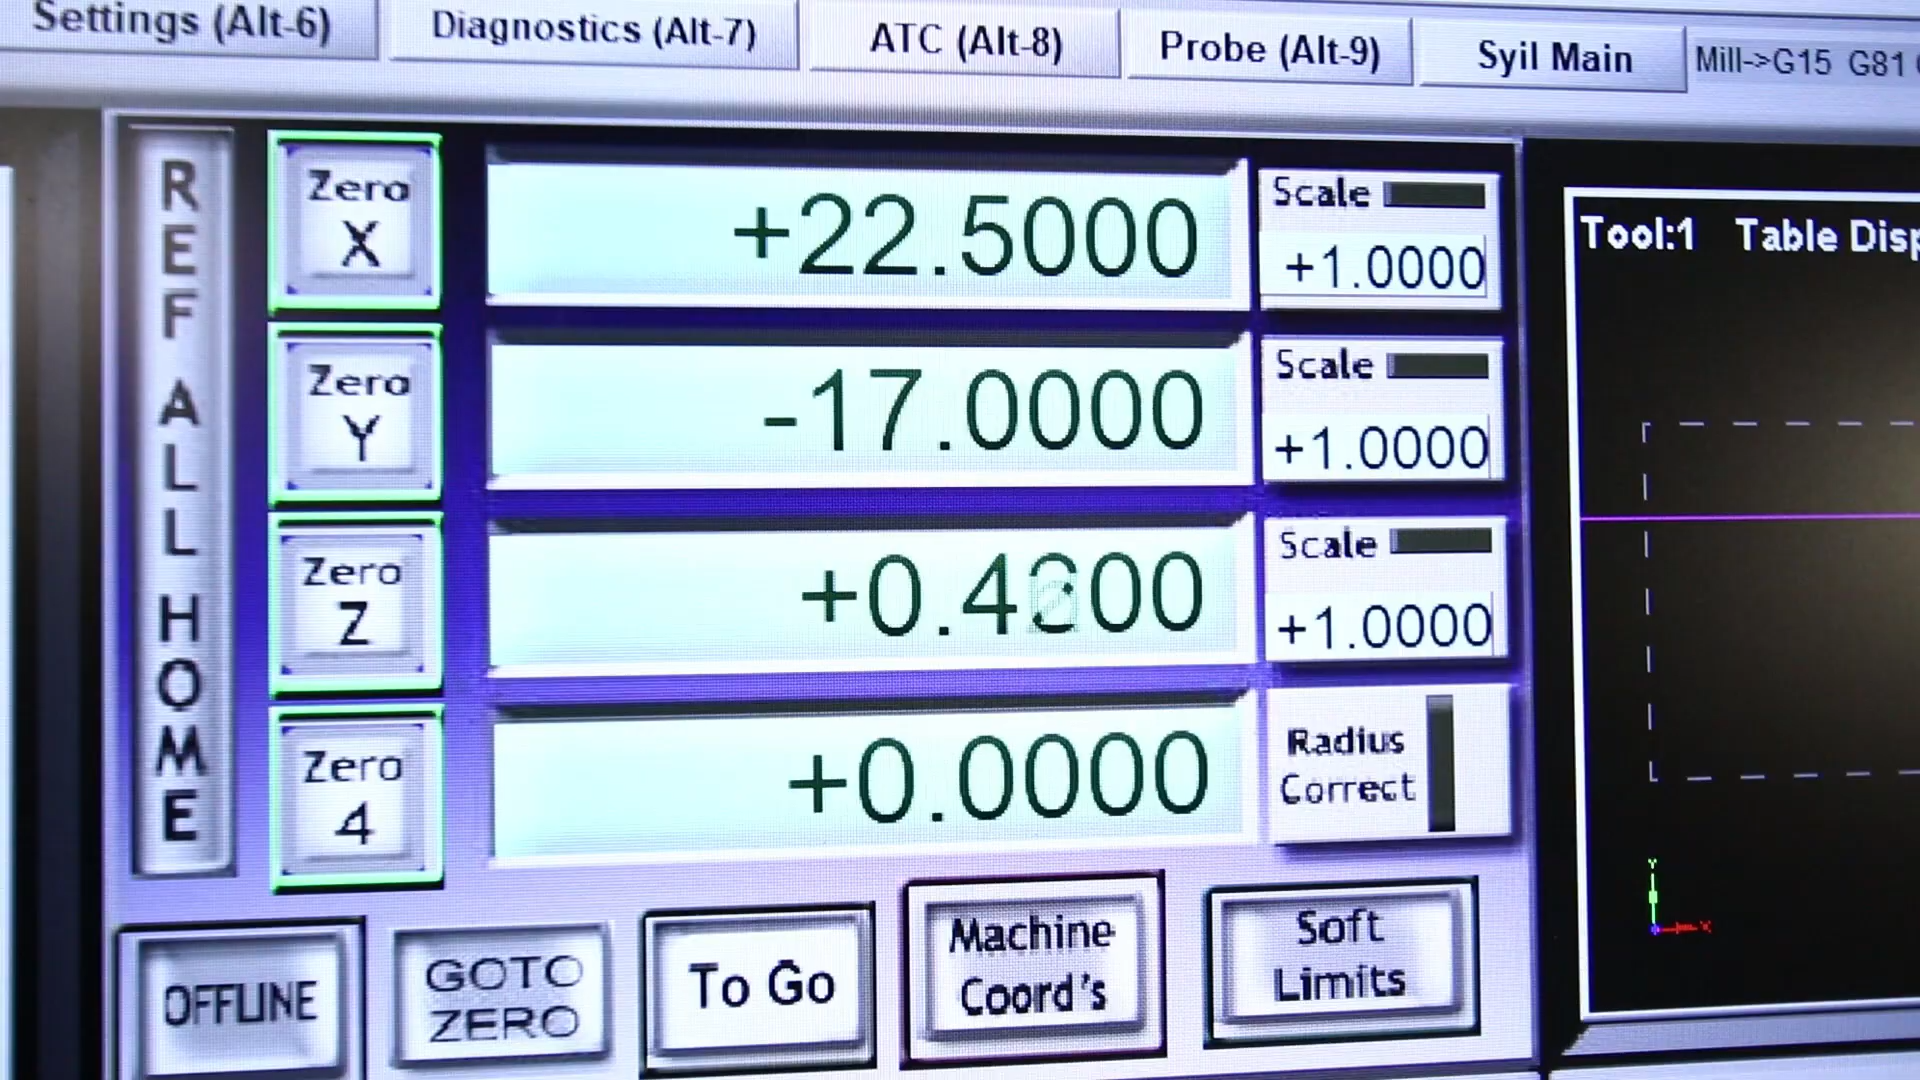 Settings (Alt-6)
Diagnostics (Alt-7)
ATC (Alt-8)
Probe (Alt-9)
Syil Main
Mill->G15 G81
REF ALL HOME
Zero X
+22.5000
Scale
+1.0000
Zero Y
-17.0000
Scale
+1.0000
Zero Z
Scale
+1.0000
Zero 4
+0.0000
Radius
Correct
Tool:1 Table
Y
X
OFFLINE
GOTO
ZERO
To Go
Machine
Coord's
Soft
Limits